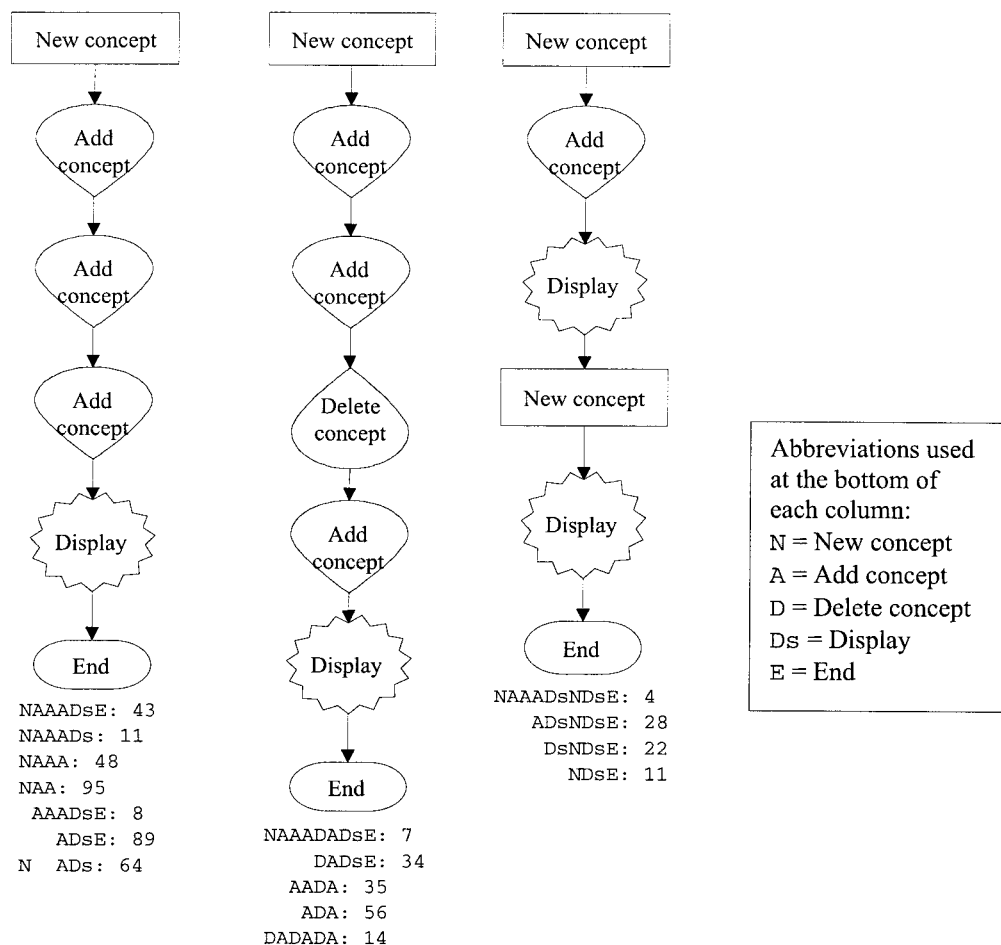 New concept
Add
concept
Add
concept
Add
concept
Display
End
NAAADsE: 43
NAAADs: 11
NAAA: 48
NAA: 95
AAADsE: 8
ADsE: 89
N ADs: 64
New concept
Add
concept
Add
concept
Delete
concept
Add
concept
Display
End
NAAADADsE: 7
DADsE: 34
AADA: 35
ADA: 56
DADADA: 14
New concept
Add
concept
Display
New concept
Display
End
NAAADsNDsE: 4
ADsNDsE: 28
DsNDsE: 22
NDsE: 11
Abbreviations used
at the bottom of
each column:
N = New concept
A = Add concept
D = Delete concept
Ds = Display
E = End